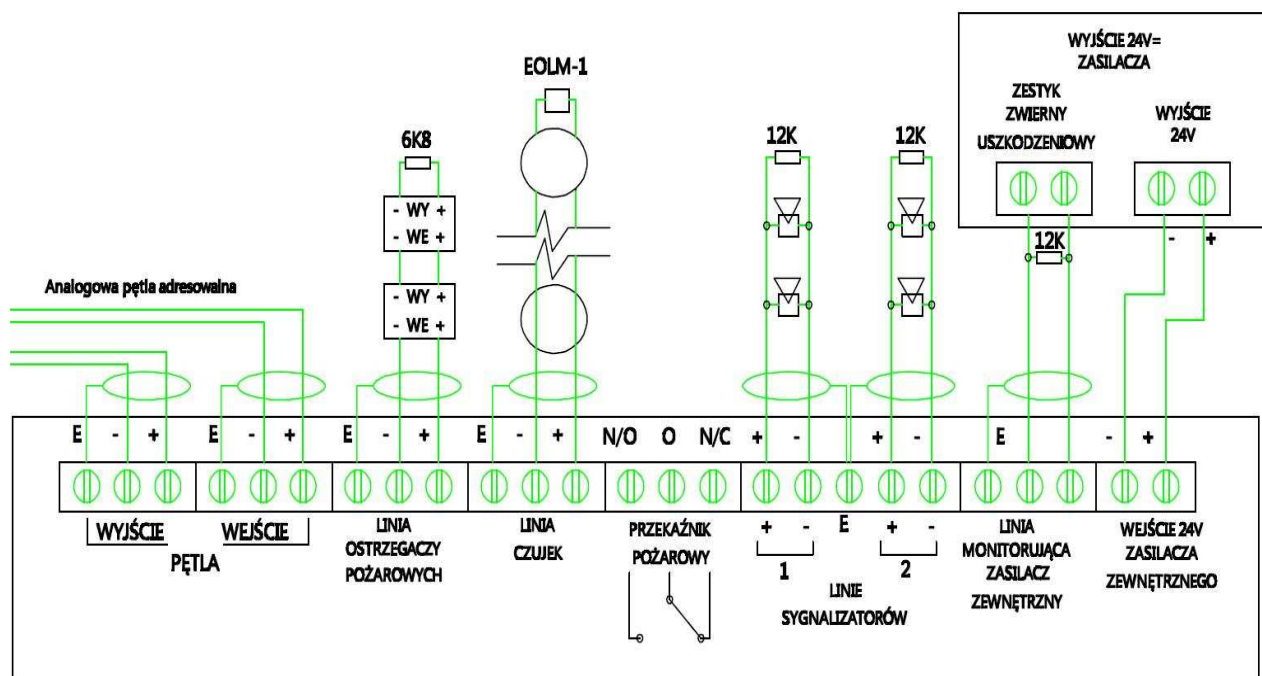 WYJŚCIE 24V=
ZASILACZA
ZESTYK
ZWIERNY
USZKODZENIOWY
WYJŚCIE
24V
EOLM-1
6K8
12K
12K
- WY +
- WE +
- WY +
- WE +
12K
- +
Analogowa pętla adresowalna
E - + E - + E - + E - + N/O O N/C + - + - E - +
WYJŚCIE WEJŚCIE
PĘTLA
LINIA
OSTRZEGACZY
POŻAROWYCH
LINIA
CZUJEK
PRZEKAŹNIK
POŻAROWY
+ - E + -
1 2
LINIE
SYGNALIZATORÓW
LINIA
MONITORUJĄCA
ZASILACZ
ZEWNĘTRZNY
WEJŚCIE 24V
ZASILACZA
ZEWNĘTRZNEGO